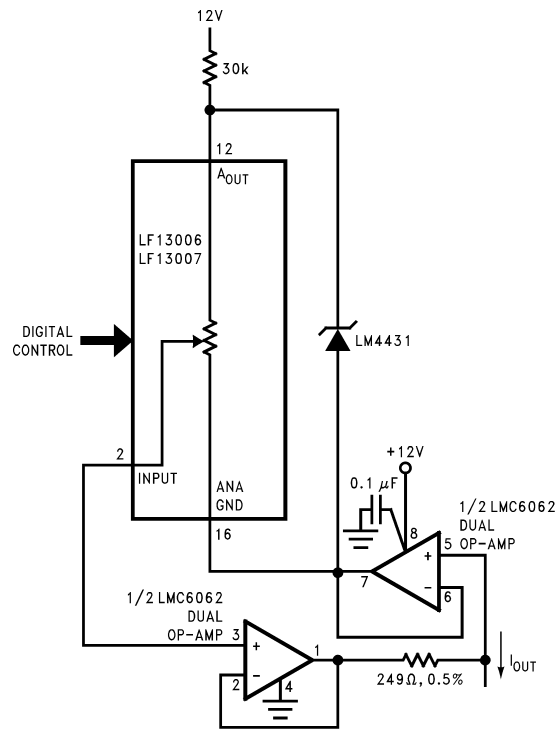 12V
30k
12
AOUT
LF13006
LF13007
DIGITAL
CONTROL
LM4431
2
INPUT
ANA
GND
16
+12V
0.1 μF
8
1/2 LMC6062
DUAL
OP-AMP
5
+
7
-
6
1/2 LMC6062
DUAL
OP-AMP
3
+
1
2
-
4
249Ω, 0.5%
IOUT